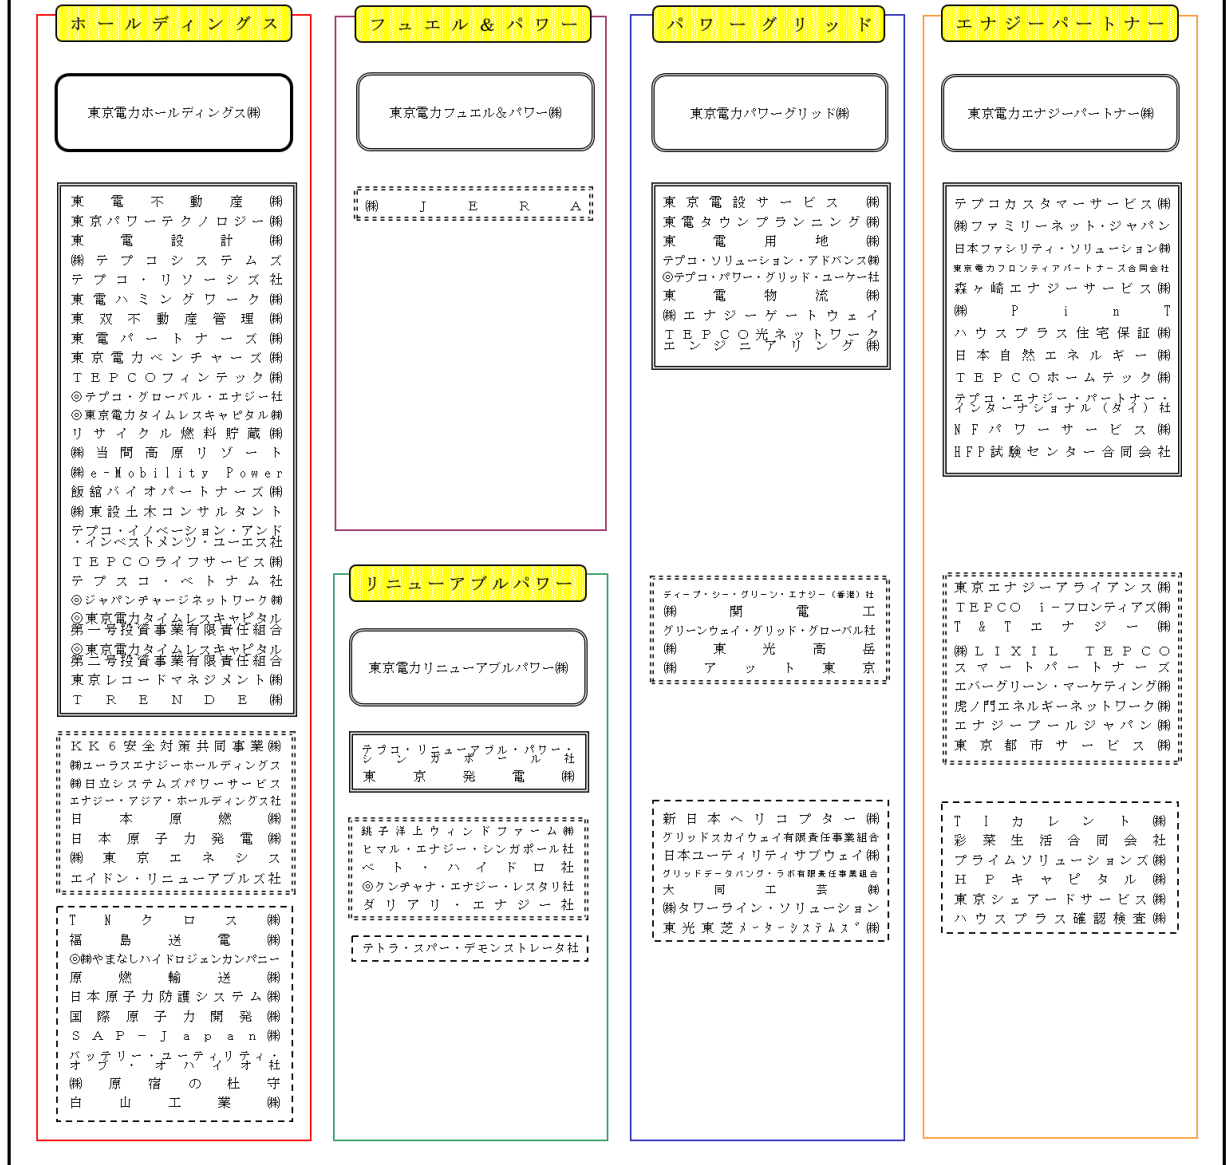 ホールディングス
東京電力ホールディングス㈱
東電不動産㈱
東京パワーテクノロジー㈱
東電設計㈱
㈱テプコシステムズ
テプコ・リソーシズ社
東電ハミングワーク㈱
東双不動産管理㈱
東電パートナーズ㈱
東京電力ベンチャーズ㈱
TEPCOフィンテック㈱
◎テプコ・グローバル・エナジー社
◎東京電力タイムレスキャピタル㈱
リサイクル燃料貯蔵㈱
㈱当間高原リゾート
㈱e-Mobility Power
飯舘バイオパートナーズ㈱
㈱東設土木コンサルタント
テプコ・イノベーション・アンド
・インベストメンツ・ユーエス社
TEPCOライフサービス㈱
テプスコ・ベトナム社
◎ジャパンチャージネットワーク㈱
◎東京電力タイムレスキャピタル
第一号投資事業有限責任組合
◎東京電力タイムレスキャピタル
第二号投資事業有限責任組合
東京レコードマネジメント㈱
TRENDE㈱
KK6安全対策共同事業㈱
㈱ユーラスエナジーホールディングス
㈱日立システムズパワーサービス
エナジー・アジア・ホールディングス社
日本原燃㈱
日本原子力発電㈱
㈱東京エネシス
エイドン・リニューアブルズ社
TNクロス㈱
福島送電㈱
◎㈱やまなしハイドロジェンカンパニー
原燃輸送㈱
日本原子力防護システム㈱
国際原子力開発㈱
SAP-Japan㈱
バッテリー・ユーティリティ・
オブ・オハイオ社
㈱原宿の杜守
白山工業㈱
フュエル&パワー
東京電力フュエル&パワー㈱
㈱JERA
リニューアブルパワー
東京電力リニューアブルパワー㈱
テプコ・リニューアブル・パワー・
シンガポール社
東京発電㈱
銚子洋上ウィンドファーム㈱
ヒマル・エナジー・シンガポール社
ベト・ハイドロ社
◎クンチャナ・エナジー・レスタリ社
ダリアリ・エナジー社
テトラ・スパー・デモンストレータ社
パワーグリッド
東京電力パワーグリッド㈱
東京電設サービス㈱
東電タウンプランニング㈱
東電用地㈱
テプコ・ソリューション・アドバンス㈱
◎テプコ・パワー・グリッド・ユーケー社
東電物流㈱
㈱エナジーゲートウェイ
TEPCO光ネットワーク
エンジニアリング㈱
ディープ・シー・グリーン・エナジー（香港）社
㈱関電工
グリーンウェイ・グリッド・グローバル社
㈱東光高岳
㈱アット東京
新日本ヘリコプター㈱
グリッドスカイウェイ有限責任事業組合
日本ユーティリティサブウェイ㈱
グリッドデータバンク・ラボ有限責任事業組合
大同工芸㈱
㈱タワーライン・ソリューション
東光東芝メーターシステムズ㈱
エナジーパートナー
東京電力エナジーパートナー㈱
テプコカスタマーサービス㈱
㈱ファミリーネット・ジャパン
日本ファシリティ・ソリューション㈱
東京電力フロンティアパートナーズ合同会社
森ヶ崎エナジーサービス㈱
㈱PinT
ハウスプラス住宅保証㈱
日本自然エネルギー㈱
TEPCOホームテック㈱
テプコ・エナジー・パートナー・
インターナショナル（タイ）社
NFパワーサービス㈱
HFP試験センター合同会社
東京エナジーアライアンス㈱
TEPCO i-フロンティアズ㈱
T&Tエナジー㈱
㈱LIXIL TEPCO
スマートパートナーズ
エバーグリーン・マーケティング㈱
虎ノ門エネルギーネットワーク㈱
エナジープールジャパン㈱
東京都市サービス㈱
TIカレント㈱
彩菜生活合同会社
プライムソリューションズ㈱
HPキャピタル㈱
東京シェアードサービス㈱
ハウスプラス確認検査㈱